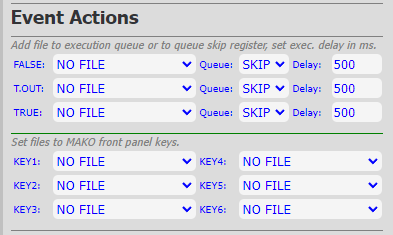 Event Actions
Add file to execution queue or to queue skip register, set exec. delay in ms.
FALSE: NO FILE Queue: SKIP Delay: 500
T.OUT: NO FILE Queue: SKIP Delay: 500
TRUE: NO FILE Queue: SKIP Delay: 500
Set files to MAKO front panel keys.
KEY1: NO FILE KEY4: NO FILE
KEY2: NO FILE KEY5: NO FILE
KEY3: NO FILE KEY6: NO FILE